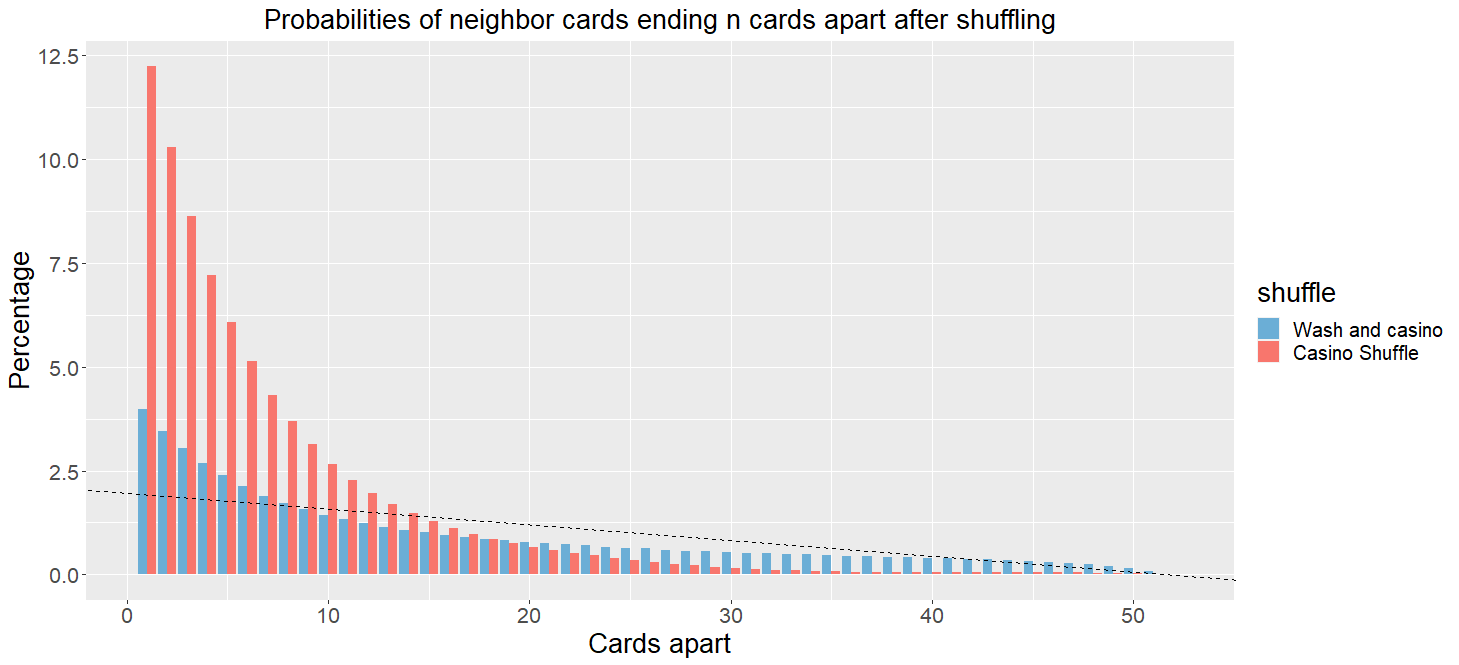 Probabilities of neighbor cards ending n cards apart after shuffling
12.5
10.0
7.5
5.0
2.5
0.0
Percentage
0 10 20 30 40 50
Cards apart
shuffle
Wash and casino
Casino Shuffle